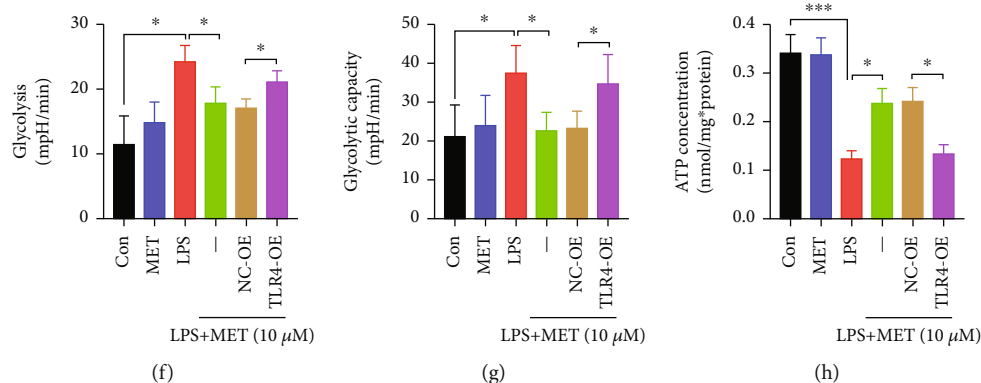 Glycolysis
(mpH/min)
30
20
10
0
*
*
*
Con
MET
LPS
—
NC-OE
TLR4-OE
LPS+MET (10 μM)
(f)
Glycolytic capacity
(mpH/min)
50
40
30
20
10
0
*
*
*
Con
MET
LPS
—
NC-OE
TLR4-OE
LPS+MET (10 μM)
(g)
ATP concentration
(nmol/mg*protein)
0.4
0.3
0.2
0.1
0.0
***
*
*
Con
MET
LPS
—
NC-OE
TLR4-OE
LPS+MET (10 μM)
(h)